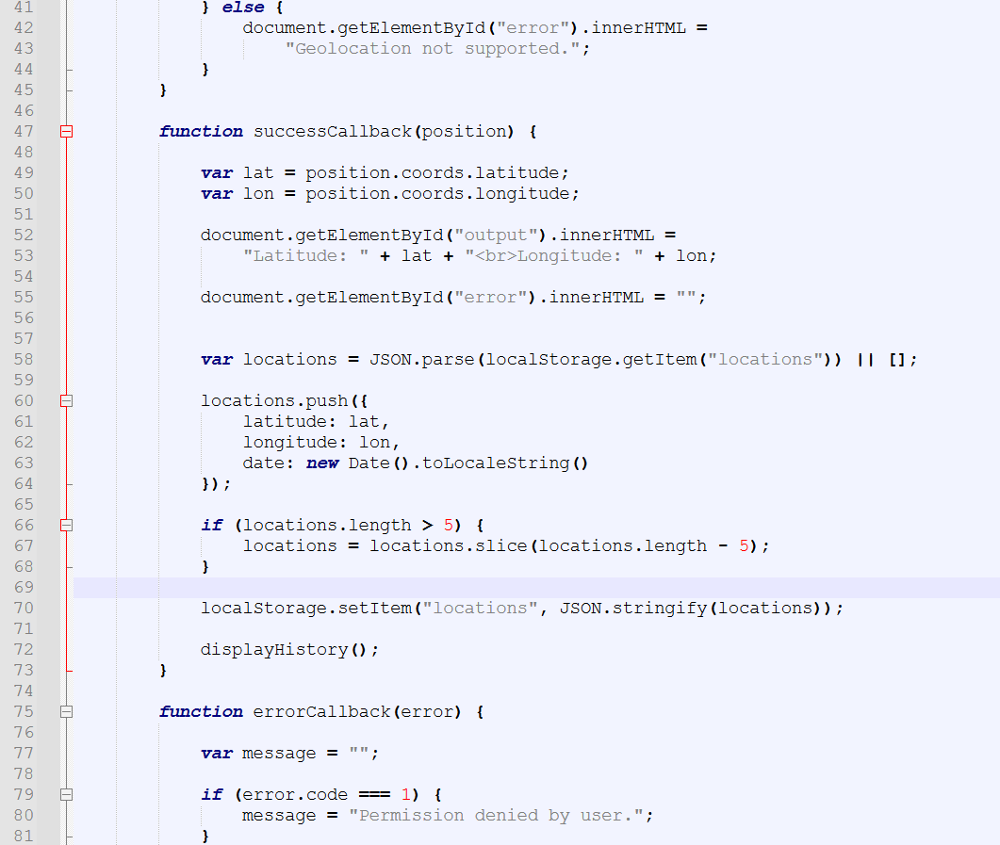 41 } else {
42 document.getElementById("error").innerHTML =
43 "Geolocation not supported.";
44 }
45 }
46
47 function successCallback(position) {
48
49 var lat = position.coords.latitude;
50 var lon = position.coords.longitude;
51
52 document.getElementById("output").innerHTML =
53 "Latitude: " + lat + "<br>Longitude: " + lon;
54
55 document.getElementById("error").innerHTML = "";
56
57
58 var locations = JSON.parse(localStorage.getItem("locations")) || [];
59
60 locations.push({
61 latitude: lat,
62 longitude: lon,
63 date: new Date().toLocaleString()
64 });
65
66 if (locations.length > 5) {
67 locations = locations.slice(locations.length - 5);
68 }
69
70 localStorage.setItem("locations", JSON.stringify(locations));
71
72 displayHistory();
73 }
74
75 function errorCallback(error) {
76
77 var message = "";
78
79 if (error.code === 1) {
80 message = "Permission denied by user.";
81 }